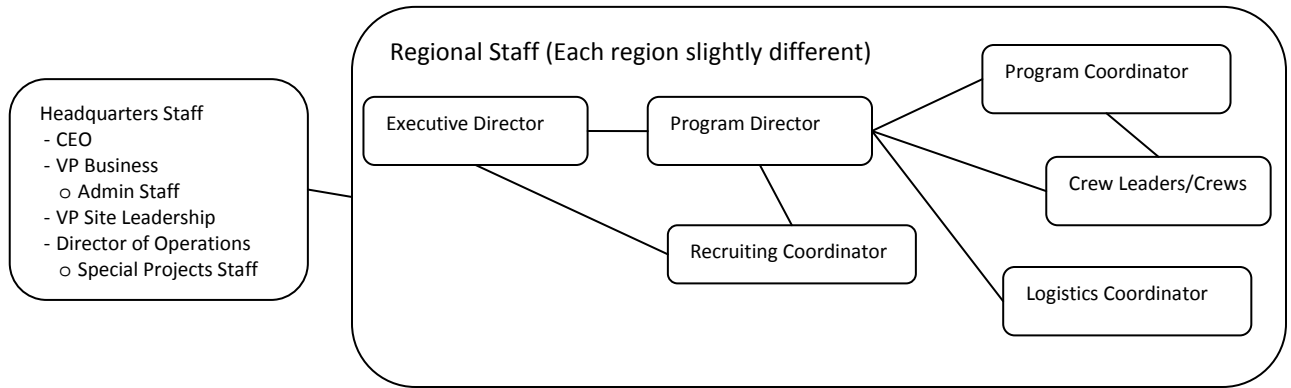 Headquarters Staff
- CEO
- VP Business
o Admin Staff
- VP Site Leadership
- Director of Operations
o Special Projects Staff
Regional Staff (Each region slightly different)
Executive Director
Program Director
Recruiting Coordinator
Program Coordinator
Crew Leaders/Crews
Logistics Coordinator